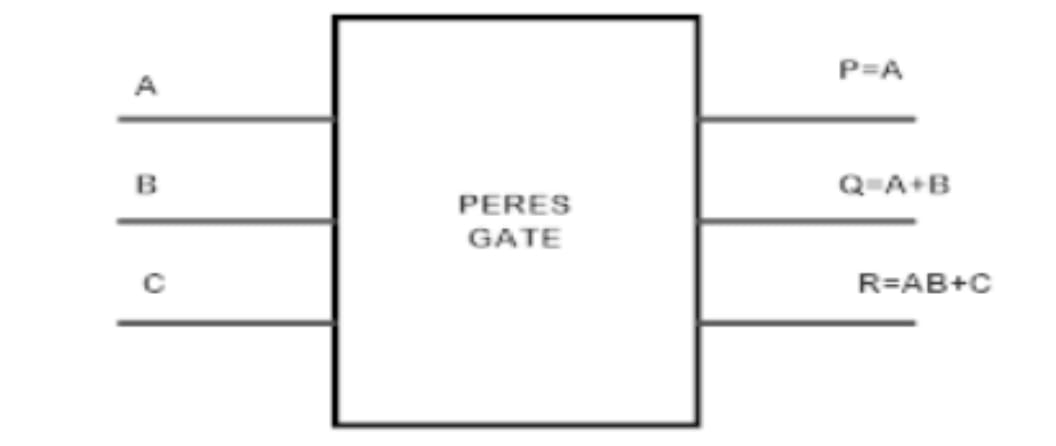 A
P=A
B
Q=A+B
PERES
GATE
C
R=AB+C